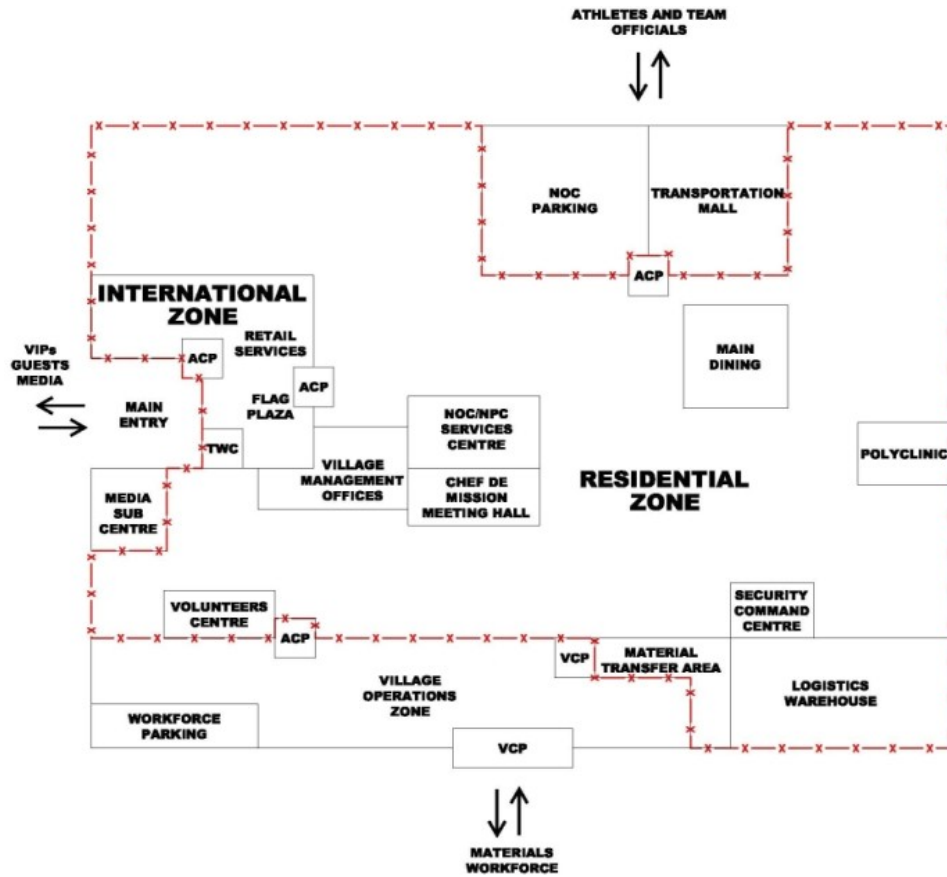 ATHLETES AND TEAM
OFFICIALS
NOC
PARKING
TRANSPORTATION
MALL
ACP
INTERNATIONAL
ZONE
RETAIL
SERVICES
ACP
VIPs
GUESTS
MEDIA
MAIN
ENTRY
FLAG
PLAZA
ACP
TWC
MAIN
DINING
NOC/NPC
SERVICES
CENTRE
VILLAGE
MANAGEMENT
OFFICES
CHEF DE
MISSION
MEETING HALL
RESIDENTIAL
ZONE
POLYCLINIC
MEDIA
SUB
CENTRE
VOLUNTEERS
CENTRE
ACP
SECURITY
COMMAND
CENTRE
VCP
MATERIAL
TRANSFER AREA
VILLAGE
OPERATIONS
ZONE
LOGISTICS
WAREHOUSE
WORKFORCE
PARKING
VCP
MATERIALS
WORKFORCE